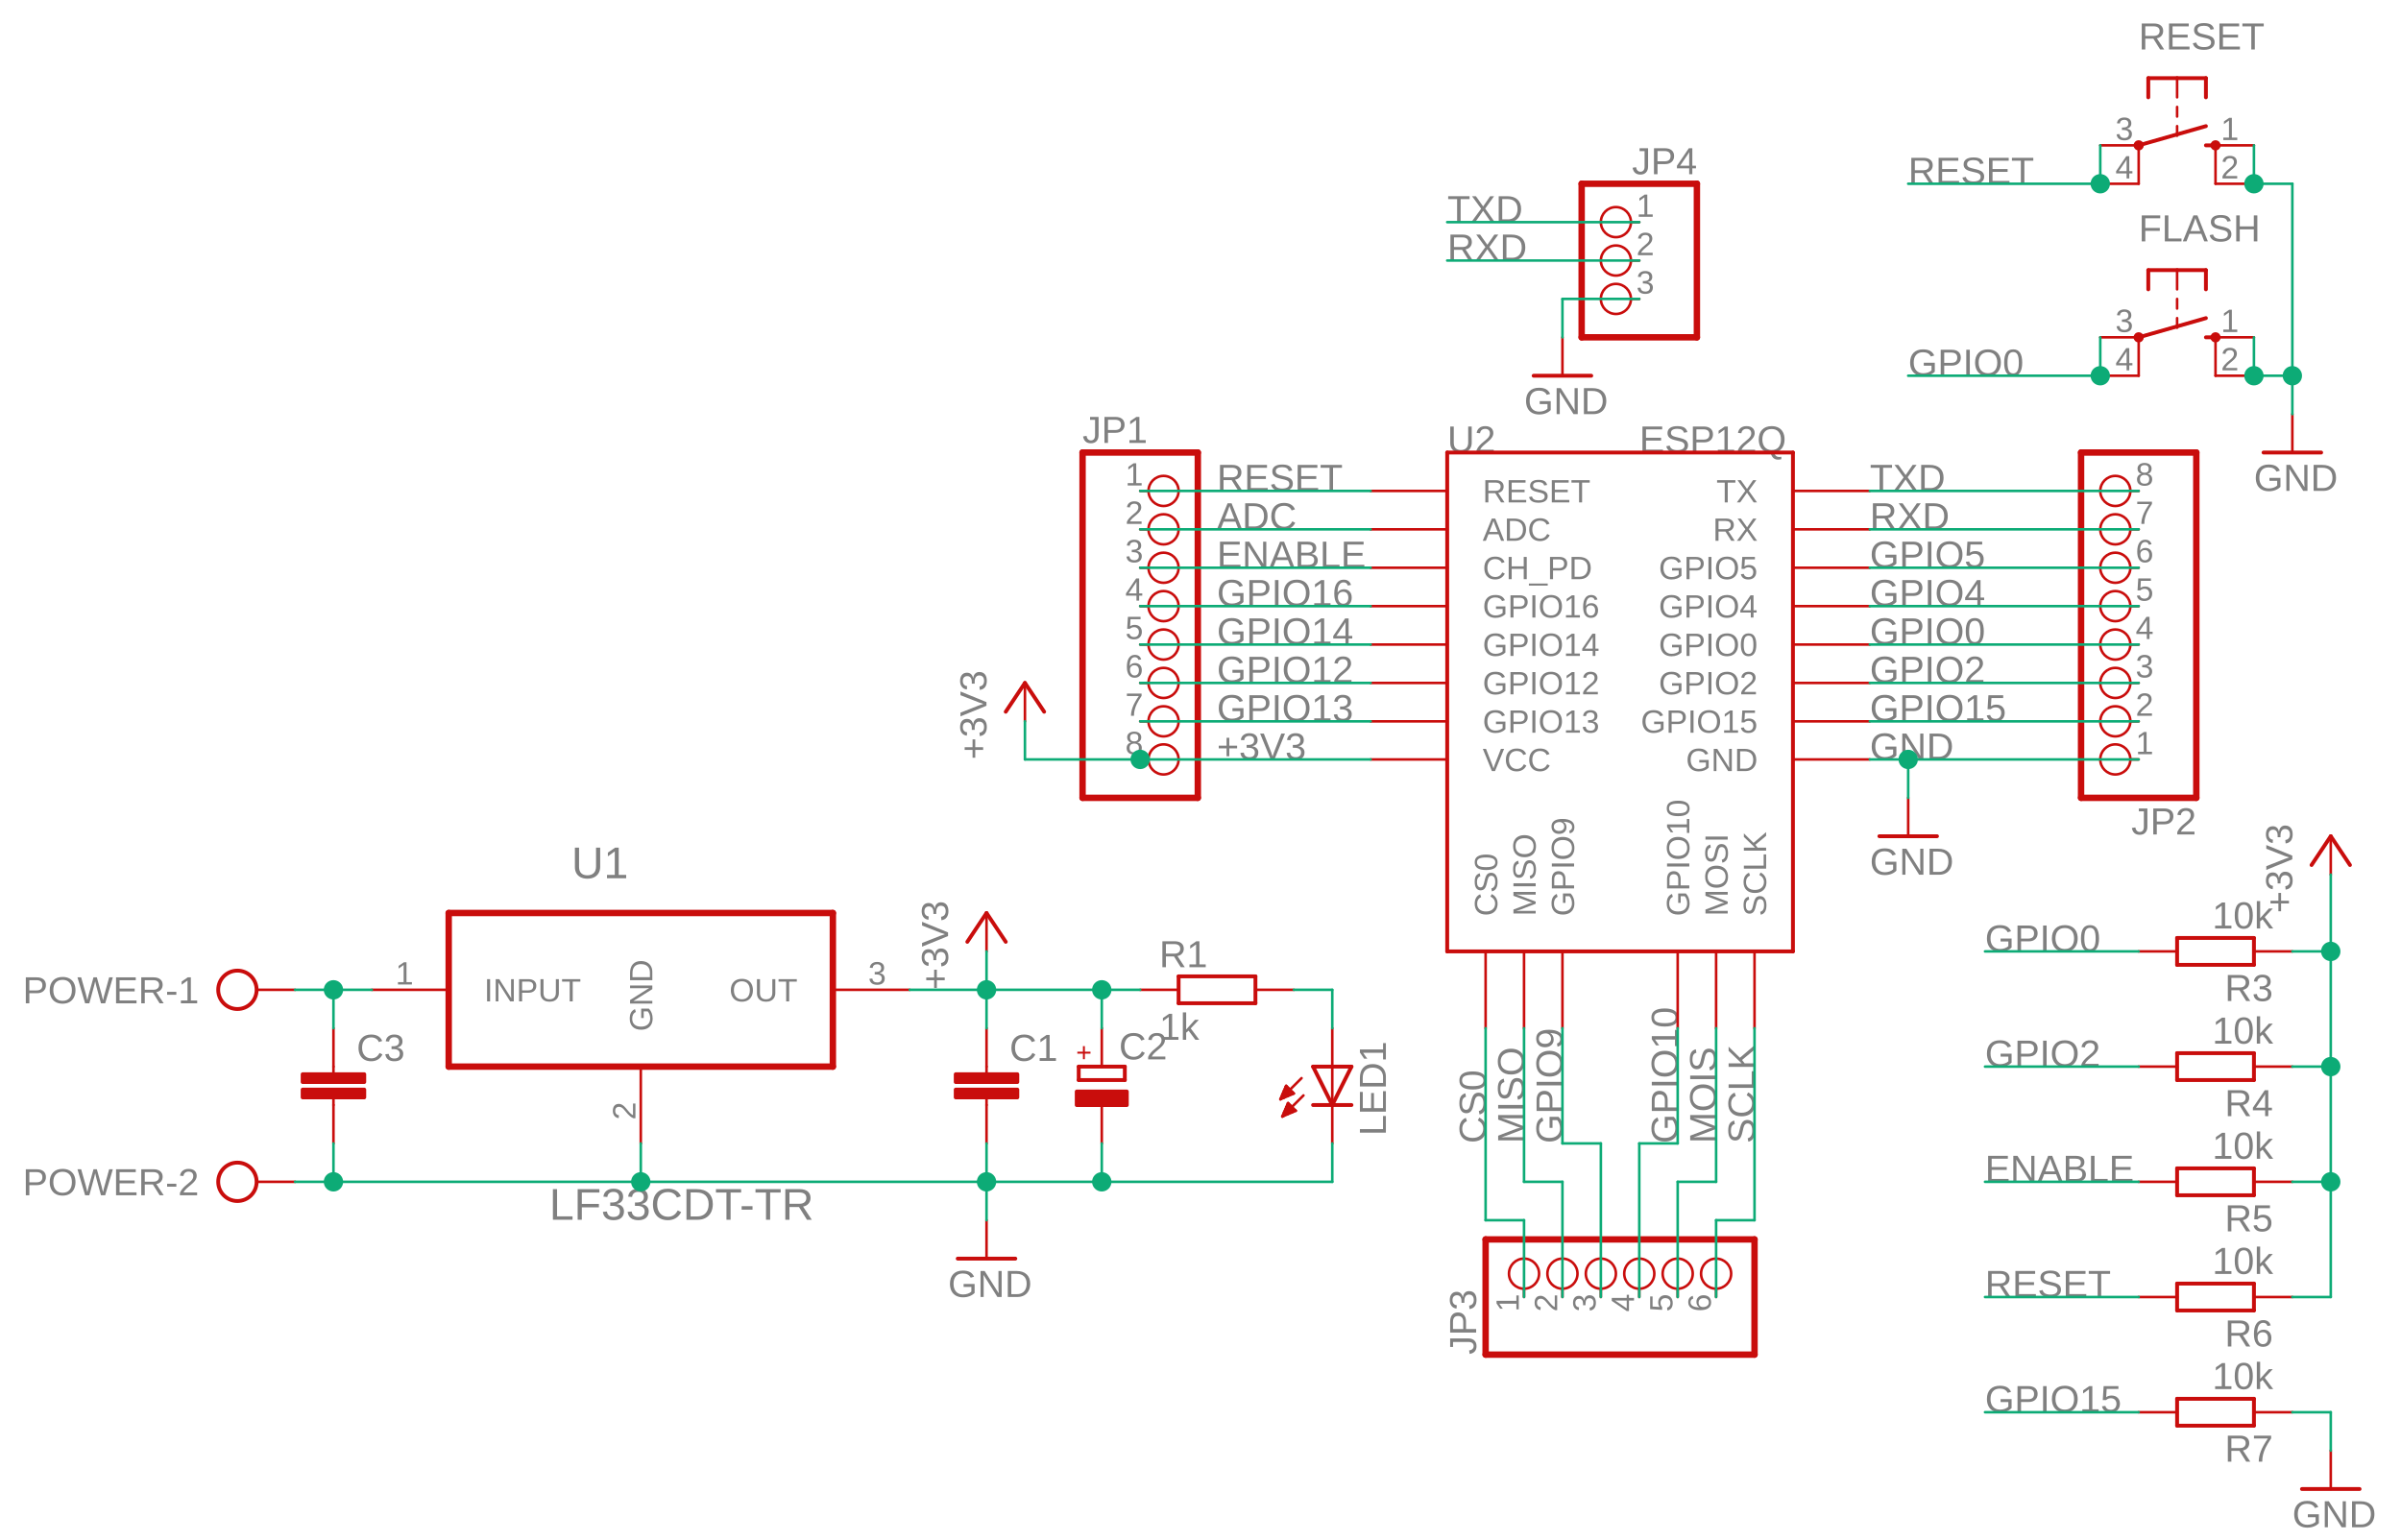 RESET
3
1
4
2
RESET
FLASH
3
1
4
2
GPIO0
GND
JP4
TXD
1
RXD
2
3
GND
JP1
1
RESET
2
ADC
3
ENABLE
4
GPIO16
5
GPIO14
6
GPIO12
7
GPIO13
8
+3V3
+3V3
U2
ESP12Q
RESET
TX
ADC
RX
CH_PD
GPIO5
GPIO16
GPIO4
GPIO14
GPIO0
GPIO12
GPIO2
GPIO13
GPIO15
VCC
GND
CS0
MISO
GPIO9
GPIO10
MOSI
SCLK
TXD
8
RXD
7
GPIO5
6
GPIO4
5
GPIO0
4
GPIO2
3
GPIO15
2
GND
1
JP2
GND
U1
POWER-1
1
INPUT
GND
OUT
3
2
POWER-2
LF33CDT-TR
C3
+3V3
C1
+
C2
R1
1k
LED1
GND
CS0
MISO
GPIO9
GPIO10
MOIS
SCLK
JP3
1
2
3
4
5
6
+3V3
GPIO0
10k
R3
GPIO2
10k
R4
ENABLE
10k
R5
RESET
10k
R6
GPIO15
10k
R7
GND